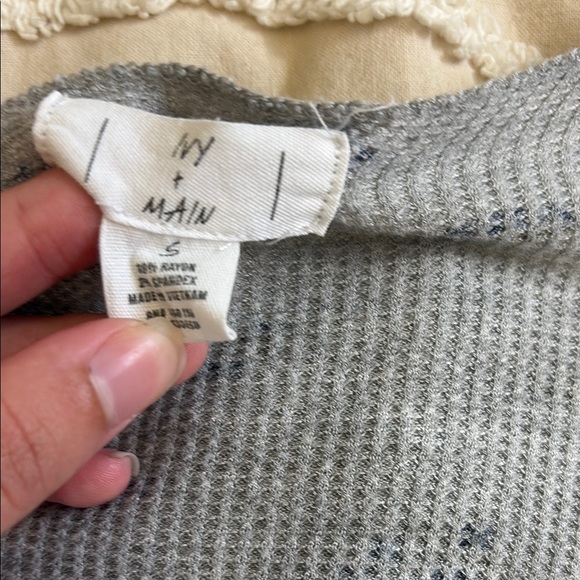 IVY
+
MAIN
S
RAYON
2% SPANDEX
MADE IN VIETNAM